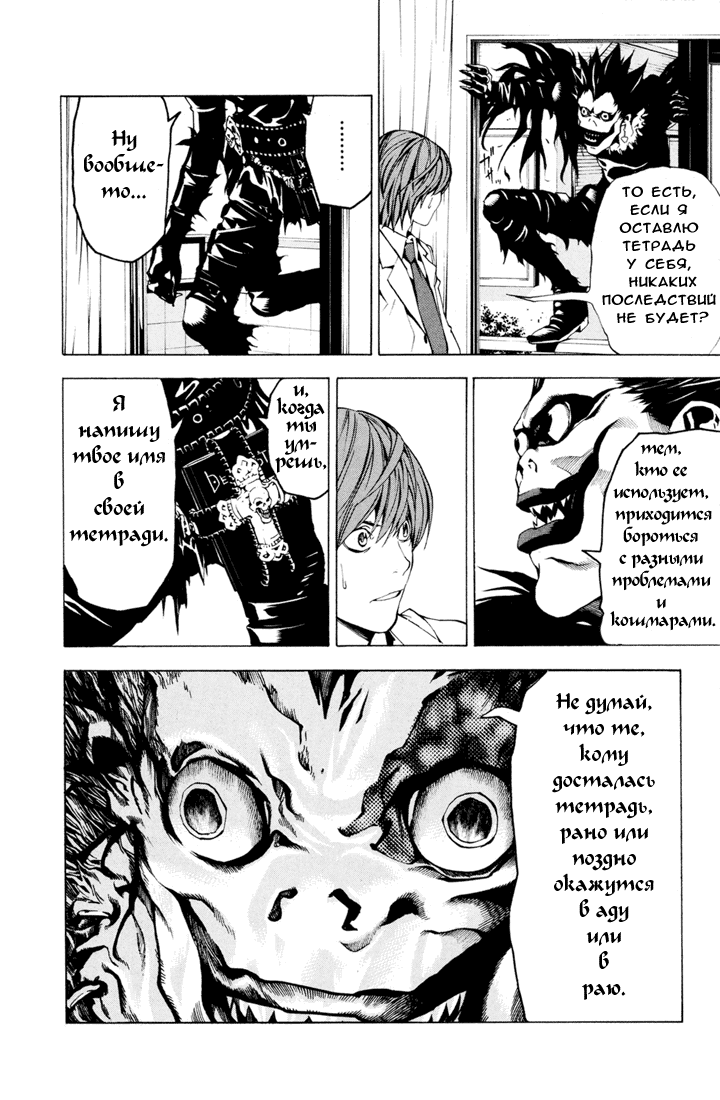 ТО ЕСТЬ,
ЕСЛИ Я
ОСТАВЛЮ
ТЕТРАДЬ
У СЕБЯ,
НИКАКИХ
ПОСЛЕДСТВИЙ
НЕ БУДЕТ?
..........
Ну
вообще-
то...
тем,
кто ее
использует,
приходится
бороться
с разными
проблемами
и
кошмарами.
и,
когда
ты
ум-
решь,
Я
напишу
твое имя
в
своей
тетради.
Не думай,
что те,
кому
досталась
тетрадь,
рано или
поздно
окажутся
в аду
или
в
раю.